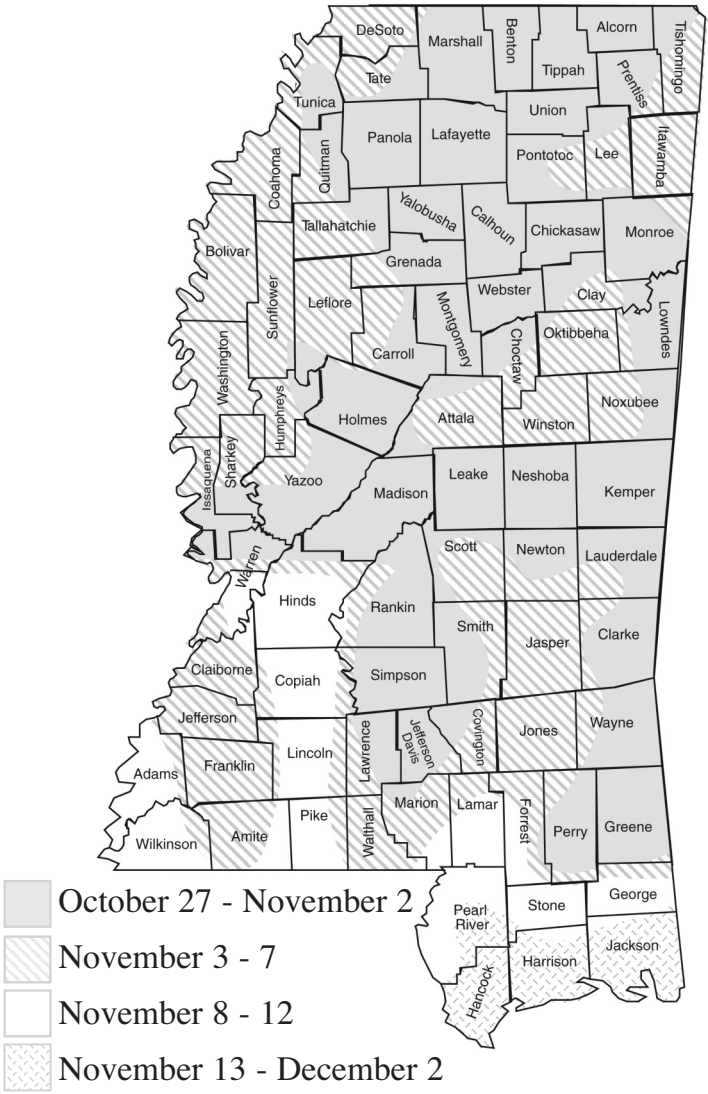 DeSoto
Marshall
Benton
Alcorn
Tishomingo
Tippah
Prentiss
Tate
Tunica
Panola
Lafayette
Union
Pontotoc
Lee
Itawamba
Coahoma
Quitman
Tallahatchie
Yalobusha
Calhoun
Chickasaw
Monroe
Bolivar
Sunflower
Grenada
Leflore
Webster
Clay
Lowndes
Carroll
Montgomery
Choctaw
Oktibbeha
Washington
Humphreys
Holmes
Attala
Winston
Noxubee
Issaquena
Sharkey
Yazoo
Madison
Leake
Neshoba
Kemper
Warren
Scott
Newton
Lauderdale
Hinds
Rankin
Smith
Jasper
Clarke
Claiborne
Copiah
Simpson
Jefferson
Lawrence
Jefferson
Davis
Covington
Jones
Wayne
Adams
Franklin
Lincoln
Wilkinson
Amite
Pike
Walthall
Marion
Lamar
Forrest
Perry
Greene
Pearl
River
Stone
George
Hancock
Harrison
Jackson
October 27 - November 2
November 3 - 7
November 8 - 12
November 13 - December 2